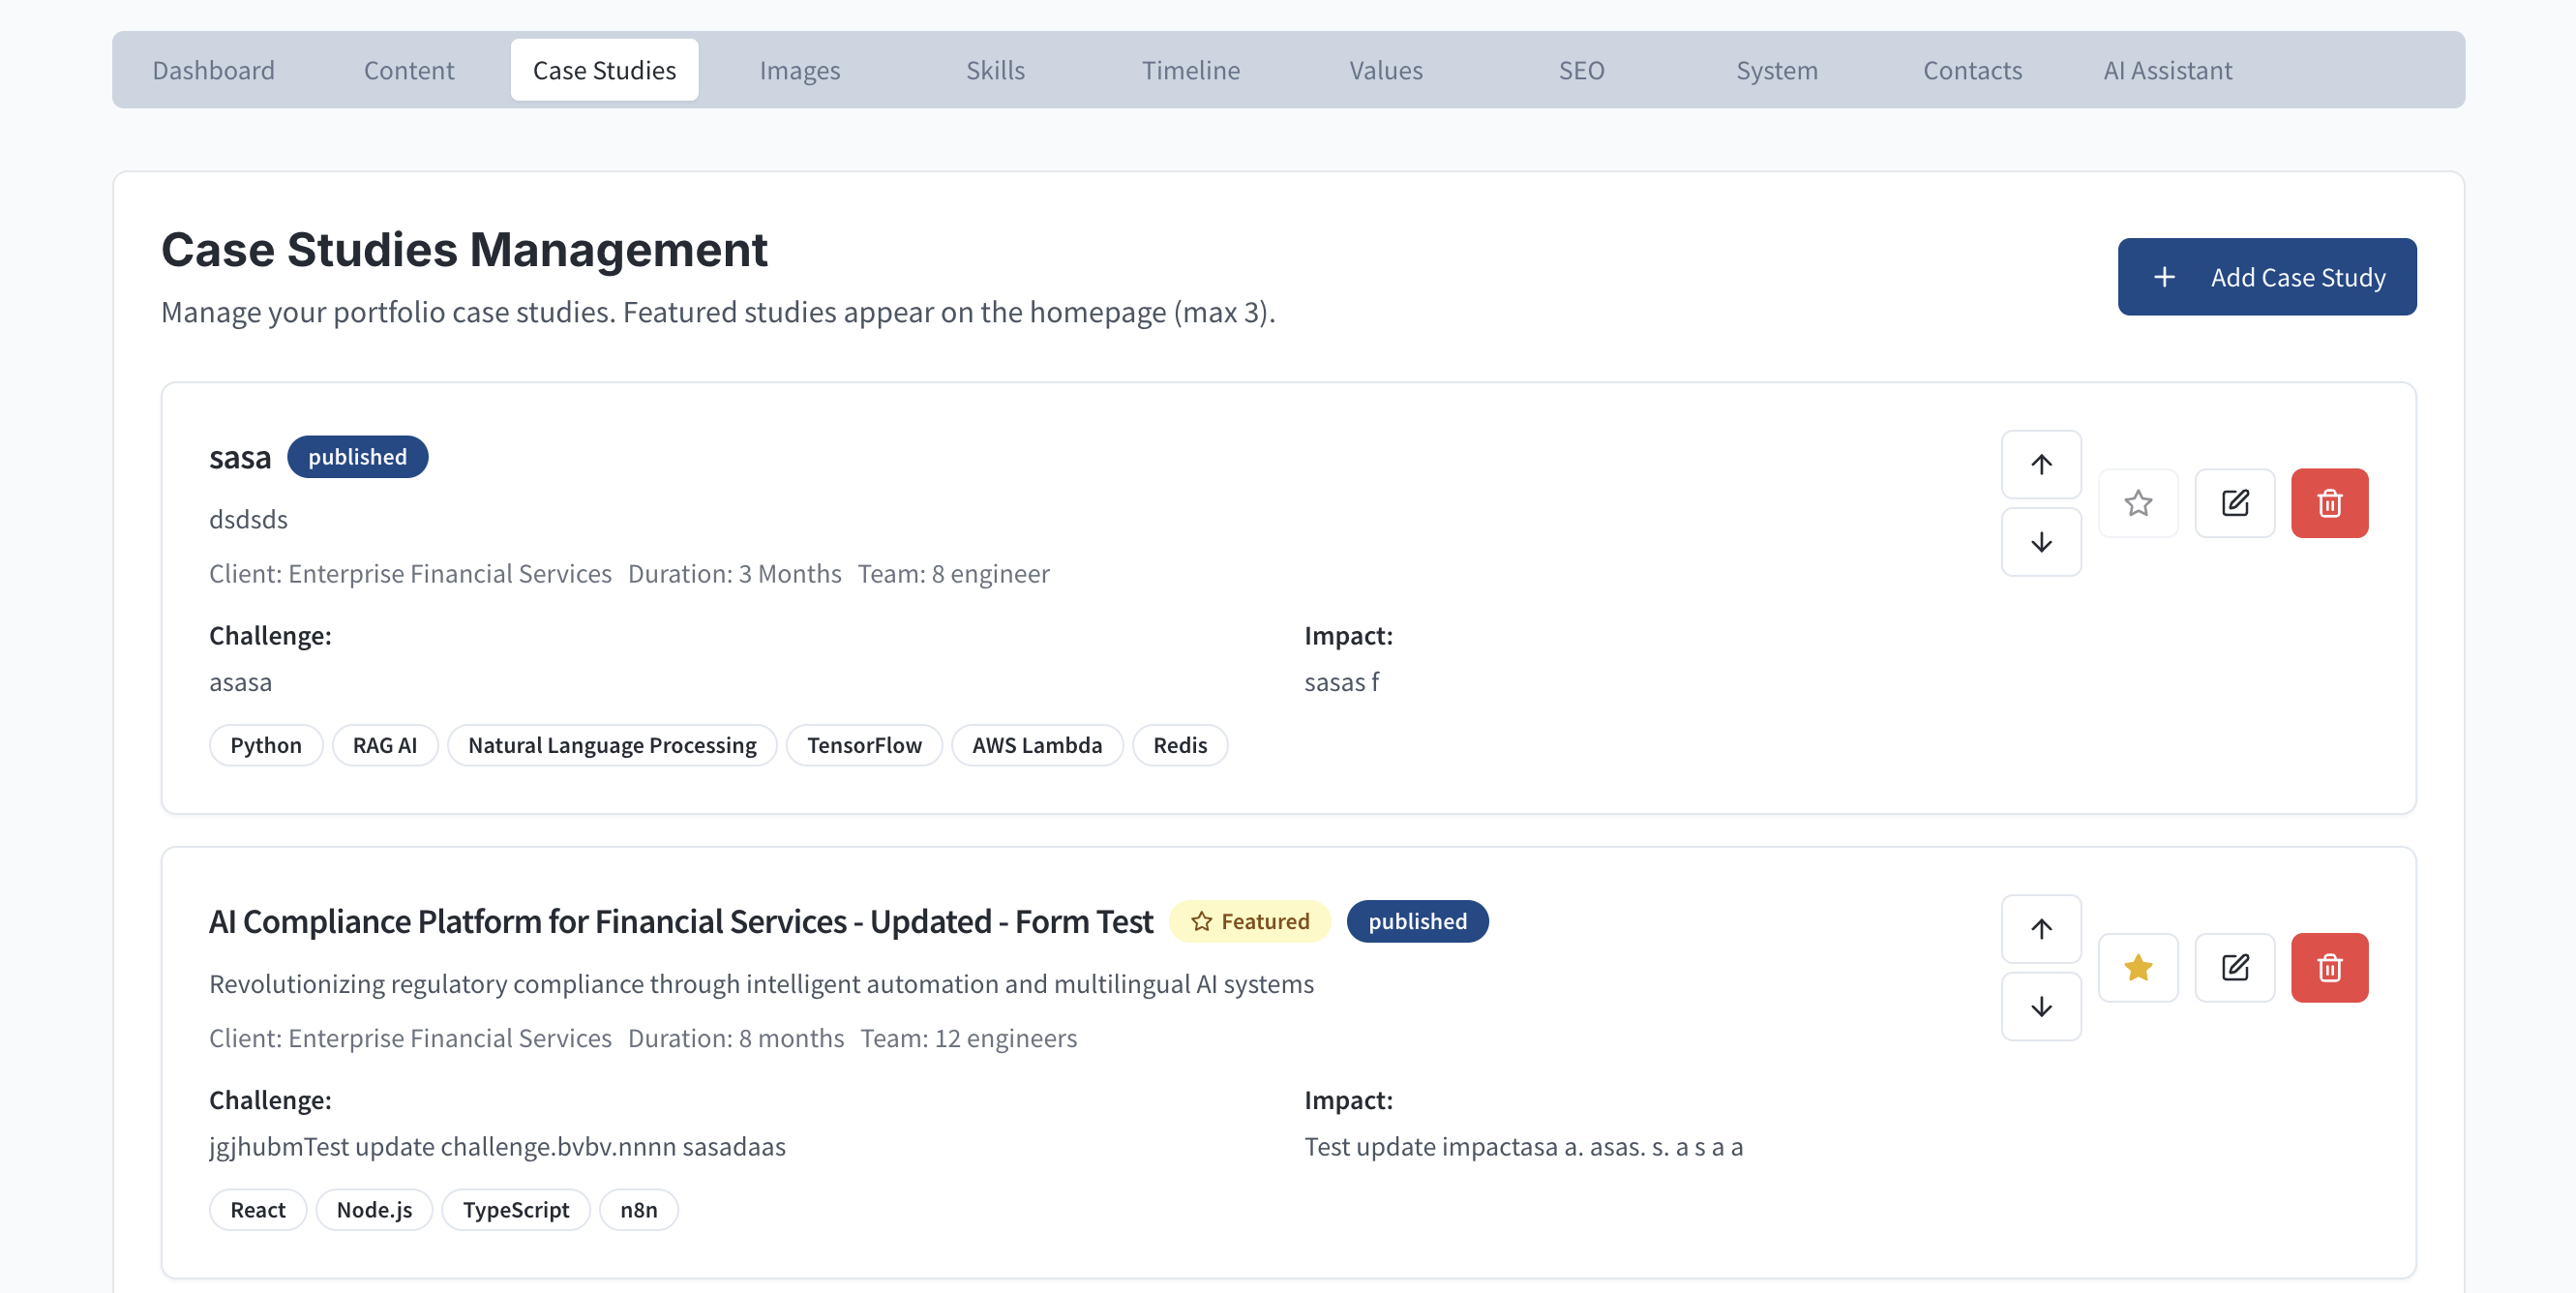 Dashboard Content Case Studies Images Skills Timeline Values SEO System Contacts AI Assistant
Case Studies Management
Add Case Study
Manage your portfolio case studies. Featured studies appear on the homepage (max 3).
sasa published
dsdsds
Client: Enterprise Financial Services Duration: 3 Months Team: 8 engineer
Challenge: Impact:
asasa sasas f
Python RAG AI Natural Language Processing TensorFlow AWS Lambda Redis
AI Compliance Platform for Financial Services - Updated - Form Test Featured published
Revolutionizing regulatory compliance through intelligent automation and multilingual AI systems
Client: Enterprise Financial Services Duration: 8 months Team: 12 engineers
Challenge: Impact:
jgjhubmTest update challenge.bvbv.nnnn sasadaas Test update impactasa a. asas. s. a s a a
React Node.js TypeScript n8n